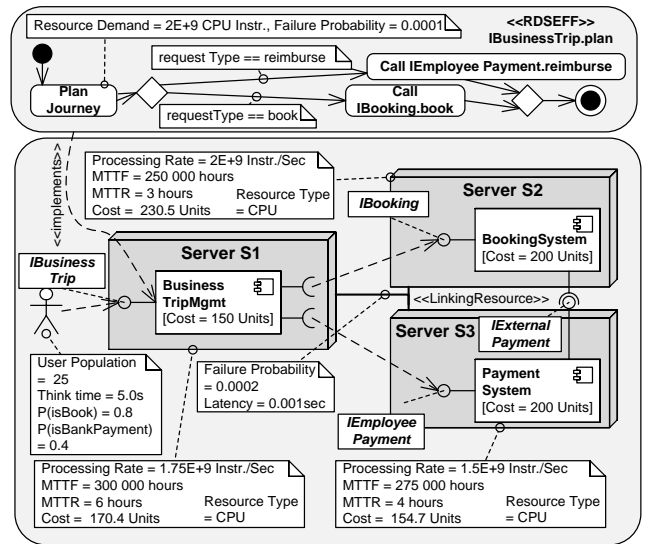 Resource Demand = 2E+9 CPU Instr., Failure Probability = 0.0001
<<RDSEFF>>
IBusinessTrip.plan
request Type == reimburse
Call IEmployee Payment.reimburse
Plan
Journey
Call
IBooking.book
requestType == book
<<implements>>
Processing Rate = 2E+9 Instr./Sec
MTTF = 250 000 hours
MTTR = 3 hours Resource Type
Cost = 230.5 Units = CPU
Server S2
IBooking
BookingSystem
[Cost = 200 Units]
Server S1
IBusiness
Trip
Business
TripMgmt
[Cost = 150 Units]
<<LinkingResource>>
Server S3
IExternal
Payment
User Population
= 25
Think time = 5.0s
P(isBook) = 0.8
P(isBankPayment)
= 0.4
Failure Probability
= 0.0002
Latency = 0.001sec
Payment
System
[Cost = 200 Units]
IEmployee
Payment
Processing Rate = 1.75E+9 Instr./Sec
MTTF = 300 000 hours
MTTR = 6 hours Resource Type
Cost = 170.4 Units = CPU
Processing Rate = 1.5E+9 Instr./Sec
MTTF = 275 000 hours
MTTR = 4 hours Resource Type
Cost = 154.7 Units = CPU